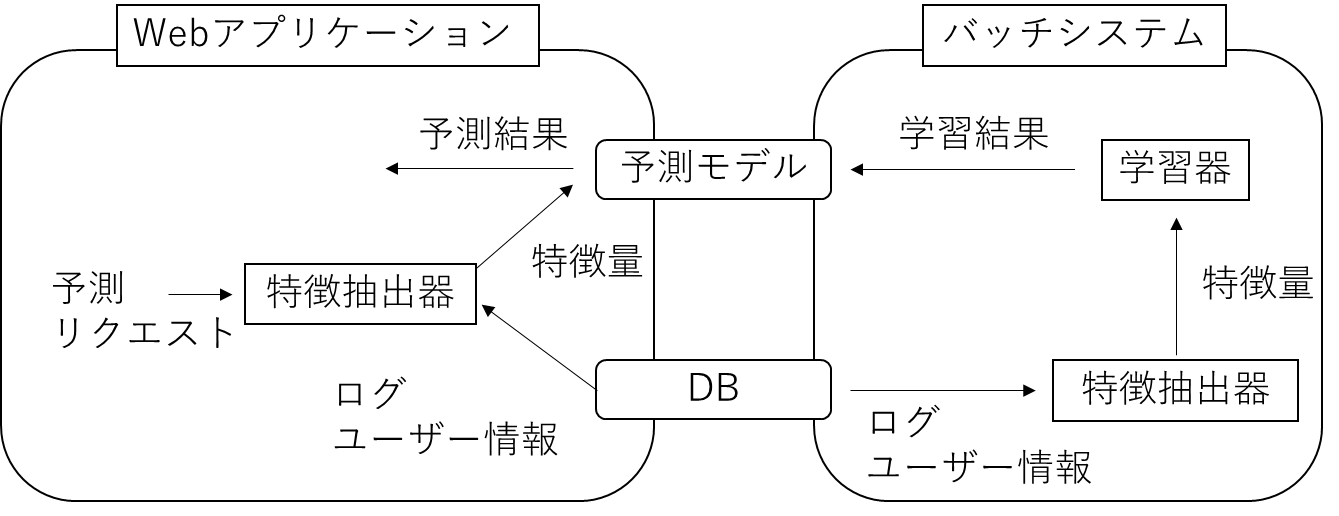 Webアプリケーション
バッチシステム
予測結果
予測モデル
学習結果
学習器
特徴量
特徴抽出器
予測
リクエスト
特徴量
DB
特徴抽出器
ログ
ユーザー情報
ログ
ユーザー情報